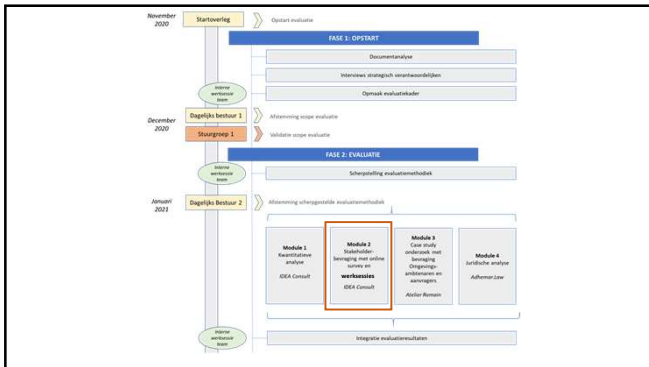 November
2020
Startoverleg
Opstart evaluatie
FASE 1: OPSTART
Documentanalyse
Interviews strategisch verantwoordelijken
Interne
werksessie
team
Opmaak evaluatiekader
Dagelijks bestuur 1
Afstemming scope evaluatie
December
2020
Stuurgroep 1
Validatie scope evaluatie
FASE 2: EVALUATIE
Interne
werksessie
team
Scherpstelling evaluatiemethodiek
Januari
2021
Dagelijks Bestuur 2
Afstemming scherpgestelde evaluatiemethodiek
Module 1
Kwantitatieve
analyse
IDEA Consult
Module 2
Stakeholder-
bevraging met online
survey en
werksessies
IDEA Consult
Module 3
Case study
onderzoek met
bevraging
Omgevings-
ambtenaren en
aanvragers
Atelier Romain
Module 4
Juridische analyse
Adhemar.Law
Interne
werksessie
team
Integratie evaluatieresultaten